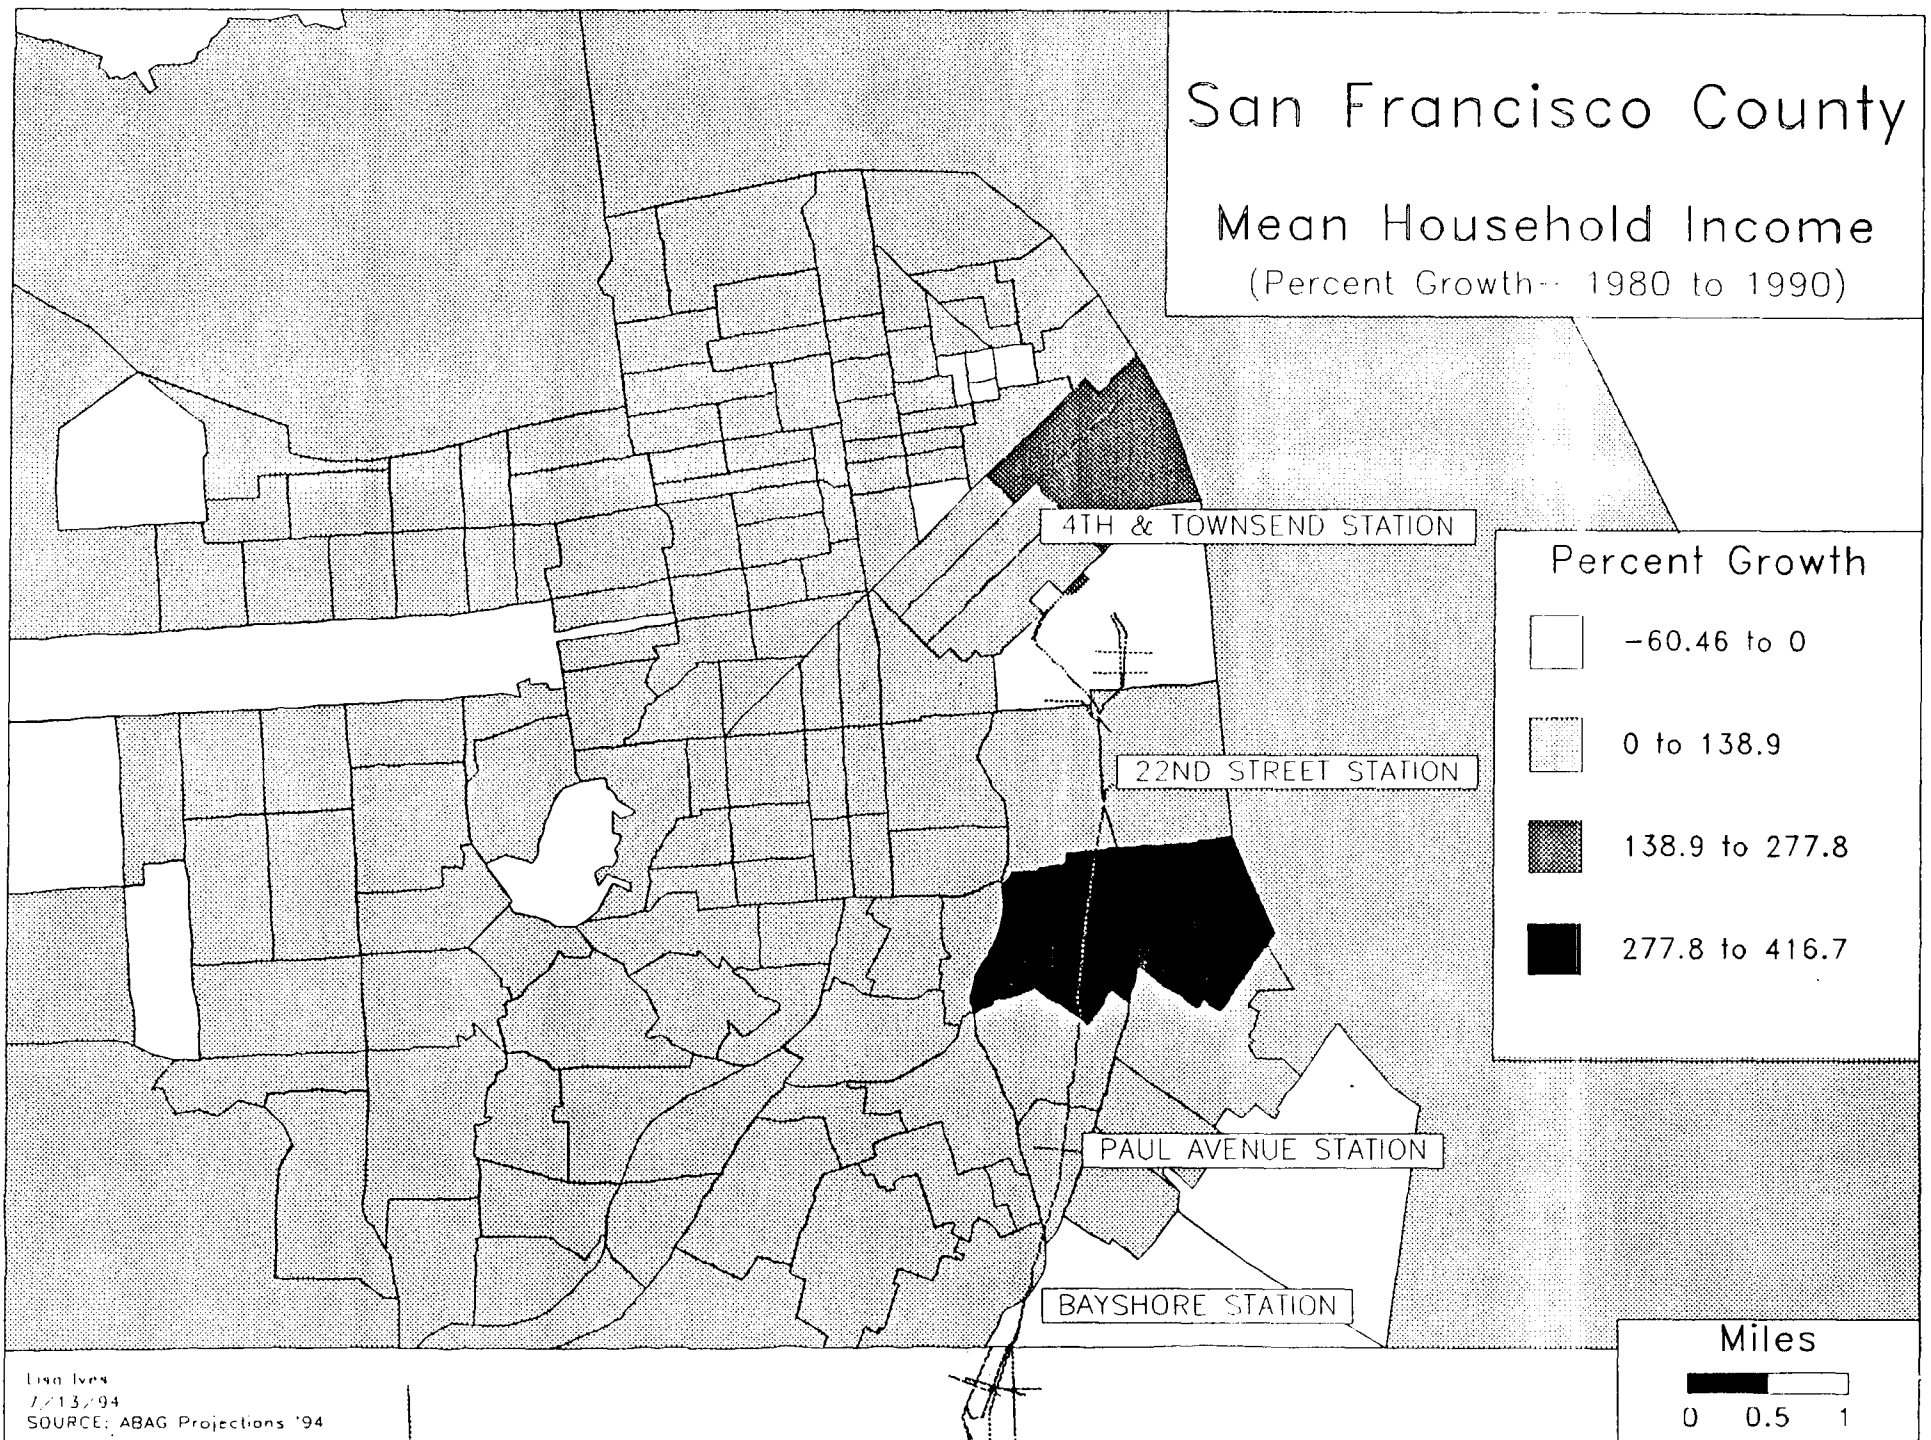 San Francisco County
Mean Household Income
(Percent Growth-- 1980 to 1990)
4TH & TOWNSEND STATION
Percent Growth
-60.46 to 0
0 to 138.9
138.9 to 277.8
277.8 to 416.7
22ND STREET STATION
PAUL AVENUE STATION
BAYSHORE STATION
Miles
0 0.5 1
Lisa Ives
7/13/94
SOURCE: ABAG Projections '94